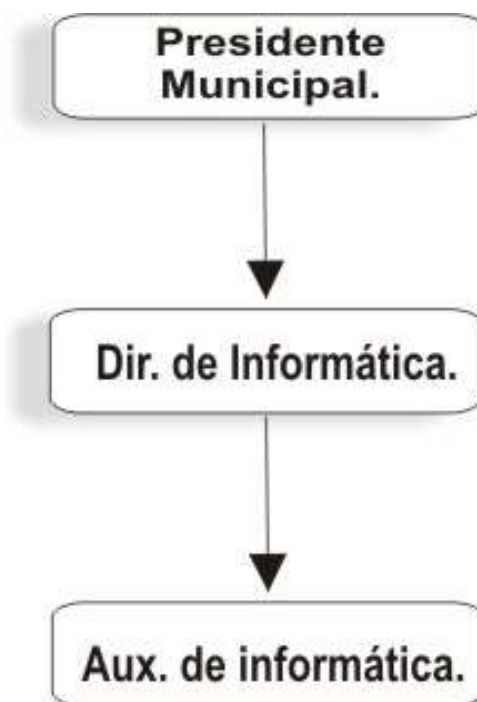 Presidente
Municipal.
Dir. de Informática.
Aux. de informática.